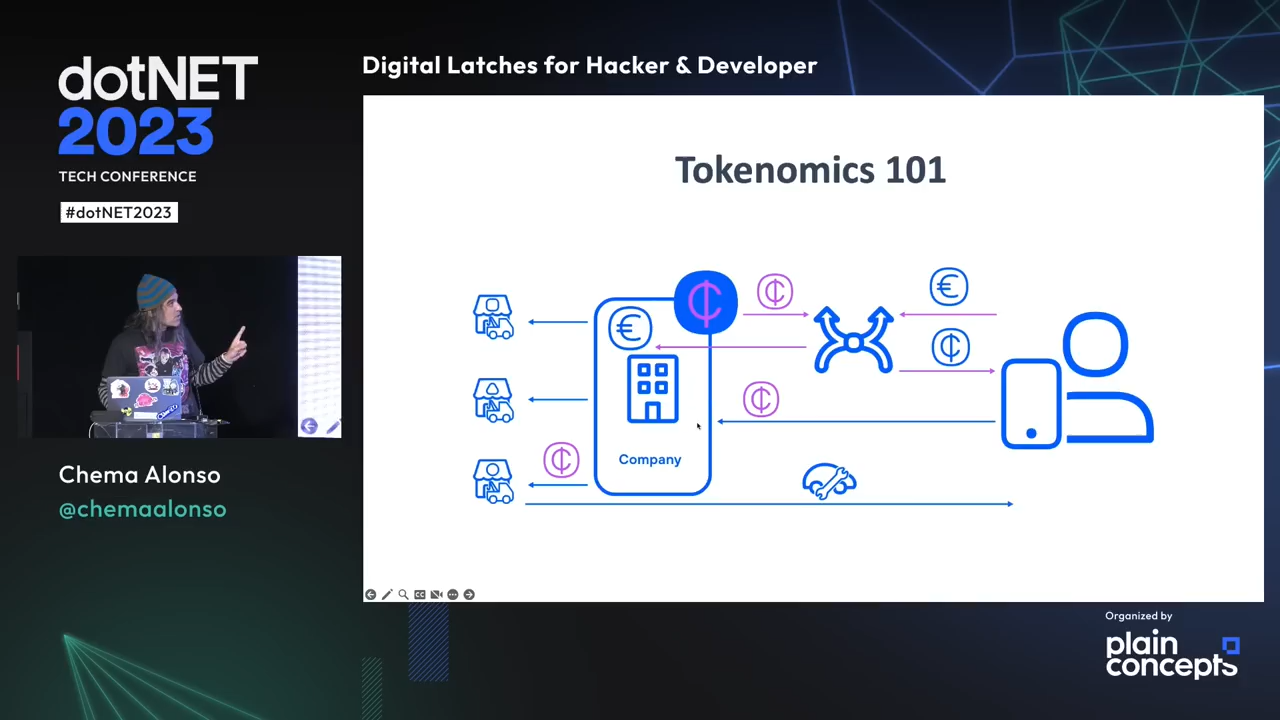 dotNET
2023
TECH CONFERENCE
#dotNET2023
Chema Alonso
@chemaalonso
Digital Latches for Hacker & Developer
Tokenomics 101
₵
₵
€
€
₵
₵
Company
₵
CC
Organized by
plain
concepts